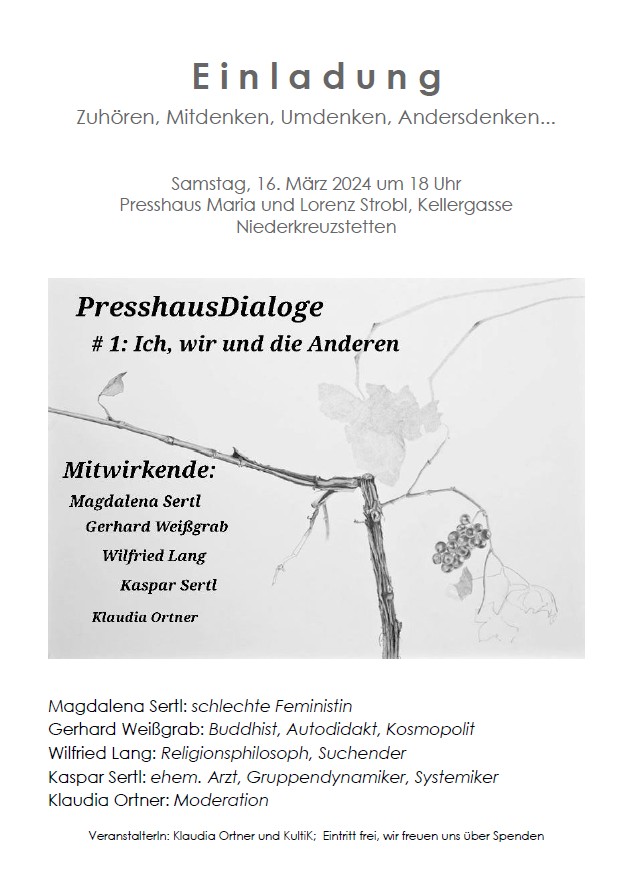 Einladung
Zuhören, Mitdenken, Umdenken, Andersdenken...
Samstag, 16. März 2024 um 18 Uhr
Presshaus Maria und Lorenz Strobl, Kellergasse
Niederkreuzstetten
PresshausDialoge
# 1: Ich, wir und die Anderen
Mitwirkende:
Magdalena Sertl
Gerhard Weißgrab
Wilfried Lang
Kaspar Sertl
Klaudia Ortner
Magdalena Sertl: schlechte Feministin
Gerhard Weißgrab: Buddhist, Autodidakt, Kosmopolit
Wilfried Lang: Religionsphilosoph, Suchender
Kaspar Sertl: ehem. Arzt, Gruppendynamiker, Systemiker
Klaudia Ortner: Moderation
VeranstalterIn: Klaudia Ortner und KultiK; Eintritt frei, wir freuen uns über Spenden